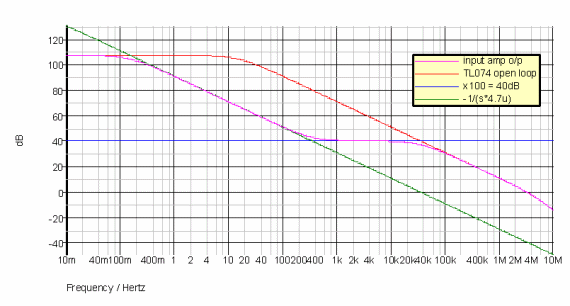 120
100
80
60
40
20
0
-20
-40
dB
Input amp o/p
TL074 open loop
x100 = 40dB
-1/(s*4.7u)
10m 40m100m 400m 1 2 4 10 20 40 100200400 1k 2k 4k 10k20k40k 100k 400k 1M 2M4M 10M
Frequency / Hertz